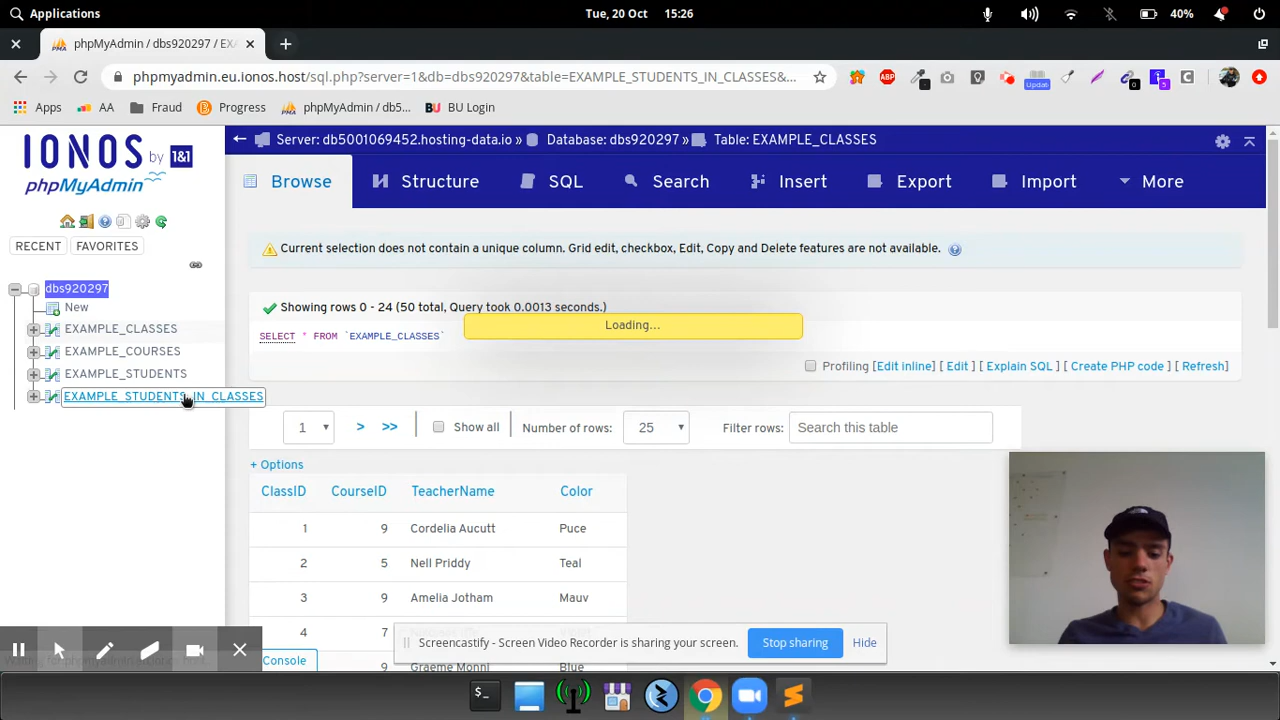 Applications
Tue, 20 Oct 15:26
40%
phpMyAdmin / dbs920297 / EX
phpmyadmin.eu.ionos.host/sql.php?server=1&db=dbs920297&table=EXAMPLE_STUDENTS_IN_CLASSES&...
ABP
Updat
0
5
Apps
AA
Fraud
Progress
phpMyAdmin / db5...
BU Login
IONOS by 1&1
phpMyAdmin
RECENT
FAVORITES
dbs920297
New
EXAMPLE_CLASSES
EXAMPLE_COURSES
EXAMPLE_STUDENTS
EXAMPLE_STUDENTS_IN_CLASSES
Server: db5001069452.hosting-data.io » Database: dbs920297 » Table: EXAMPLE_CLASSES
Browse Structure SQL Search Insert Export Import More
Current selection does not contain a unique column. Grid edit, checkbox, Edit, Copy and Delete features are not available.
Showing rows 0 - 24 (50 total, Query took 0.0013 seconds.)
Loading...
SELECT * FROM `EXAMPLE_CLASSES`
Profiling [Edit inline] [ Edit ] [ Explain SQL ] [ Create PHP code ] [ Refresh]
1 > >> Show all Number of rows: 25 Filter rows: Search this table
+ Options
ClassID CourseID TeacherName Color
1 9 Cordelia Aucutt Puce
2 5 Nell Priddy Teal
3 9 Amelia Jotham Mauv
4 7
9 Graeme Monni Blue
Console
Screencastify - Screen Video Recorder is sharing your screen.
Stop sharing
Hide